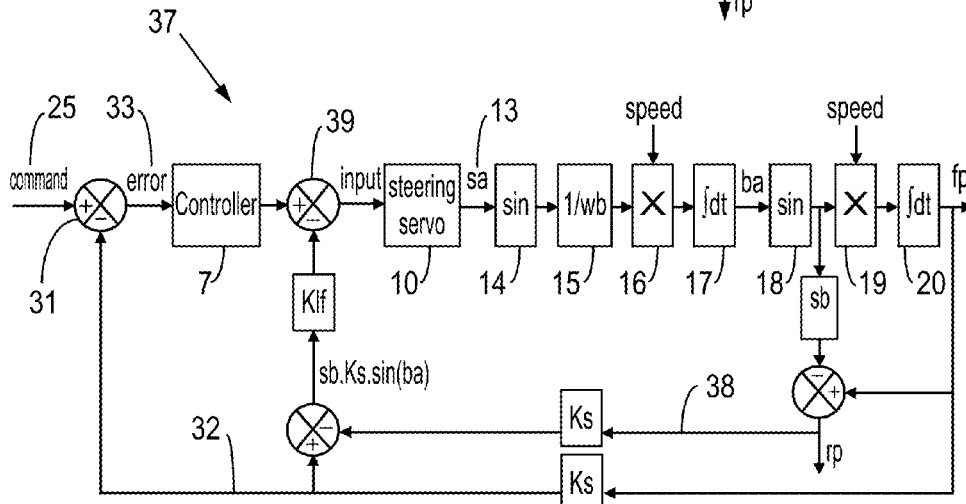 rp
37
25
33
39
13
speed
speed
command
error
input
sa
ba
fp
+
−
Controller
+
−
steering
servo
sin
1/wb
X
∫dt
sin
X
∫dt
31
7
10
14
15
16
17
18
19
20
Klf
sb
sb.Ks.sin(ba)
−
+
32
−
+
Ks
38
rp
Ks